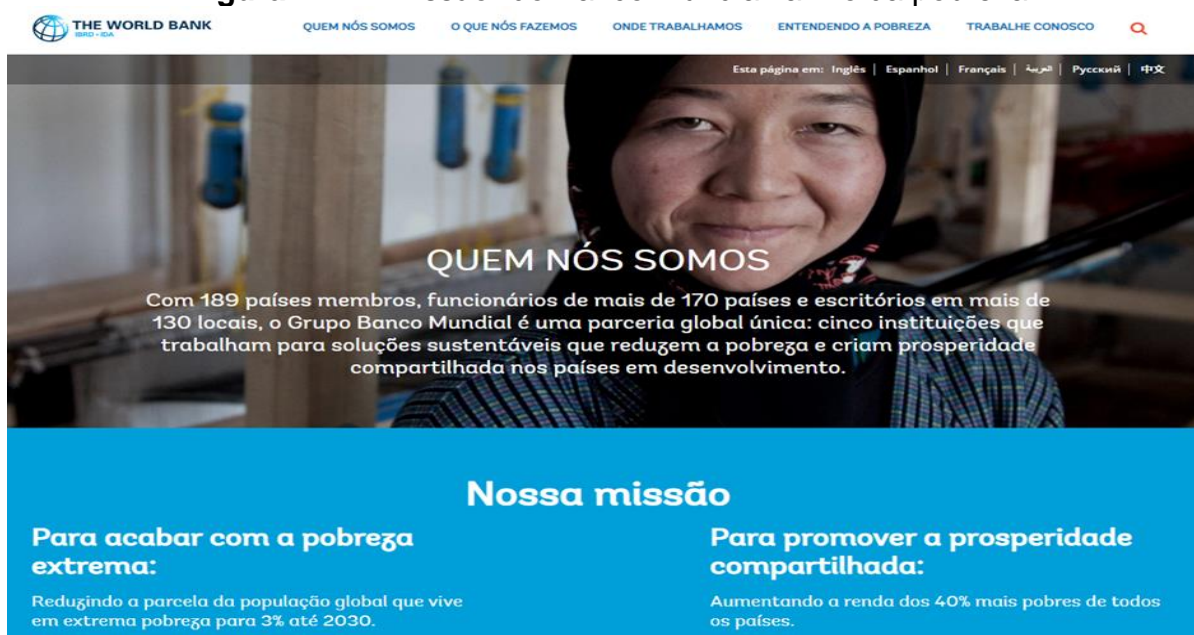 THE WORLD BANK
IBRD • IDA
QUEM NÓS SOMOS
O QUE NÓS FAZEMOS
ONDE TRABALHAMOS
ENTENDENDO A POBREZA
TRABALHE CONOSCO
Esta página em: Inglês | Espanhol | Français | العربية | Русский | 中文
QUEM NÓS SOMOS
Com 189 países membros, funcionários de mais de 170 países e escritórios em mais de
130 locais, o Grupo Banco Mundial é uma parceria global única: cinco instituições que
trabalham para soluções sustentáveis que reduzem a pobreza e criam prosperidade
compartilhada nos países em desenvolvimento.
Nossa missão
Para acabar com a pobreza
extrema:
Reduzindo a parcela da população global que vive
em extrema pobreza para 3% até 2030.
Para promover a prosperidade
compartilhada:
Aumentando a renda dos 40% mais pobres de todos
os países.